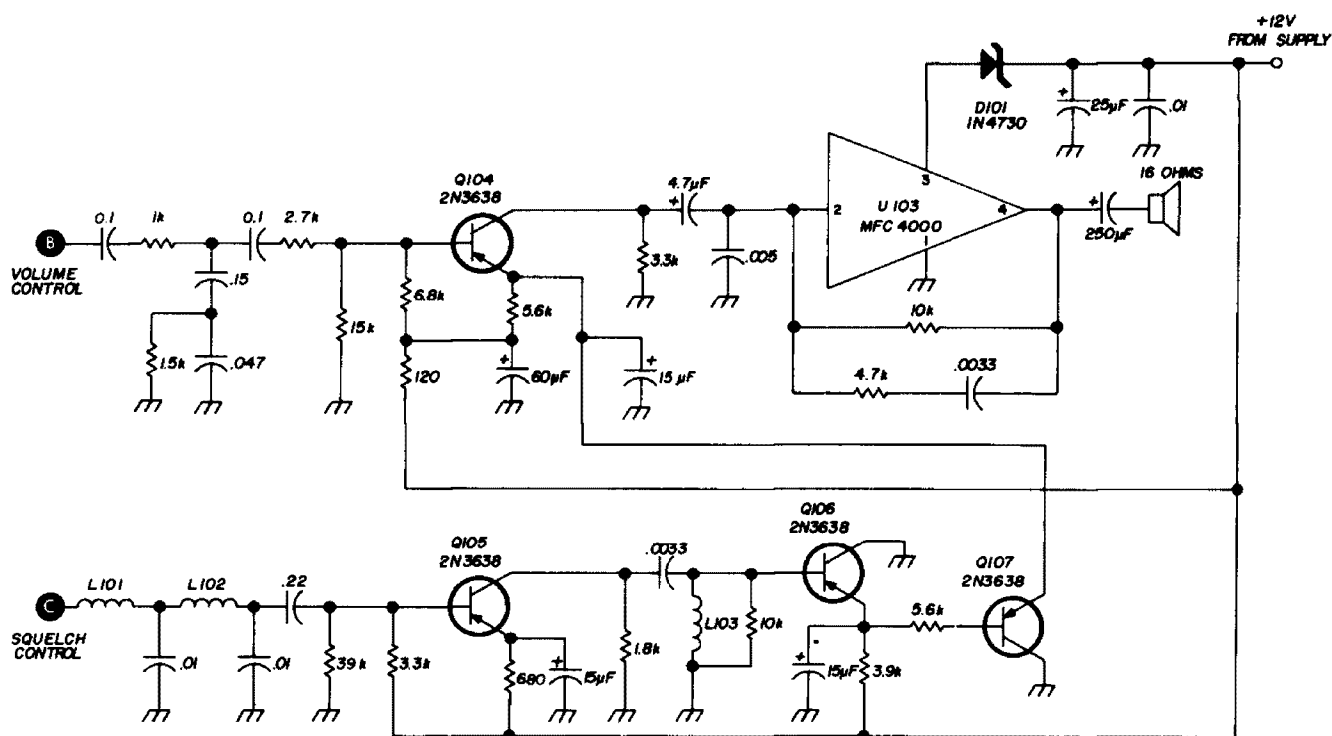 +12V
FROM SUPPLY
D101
1N4730
25µF
.01
16 OHMS
Q104
2N3638
4.7µF
3
U 103
MFC 4000
2
4
1
250µF
0.1
1k
0.1
2.7k
B
VOLUME
CONTROL
.15
6.8k
5.6k
3.3k
.005
15k
10k
1.5k
.047
120
60µF
15 µF
4.7k
.0033
Q105
2N3638
Q106
2N3638
.0033
Q107
2N3638
L101
L102
.22
C
SQUELCH
CONTROL
5.6k
L103
10k
1.8k
.01
.01
39k
3.3k
680
15µF
15µF
3.9k